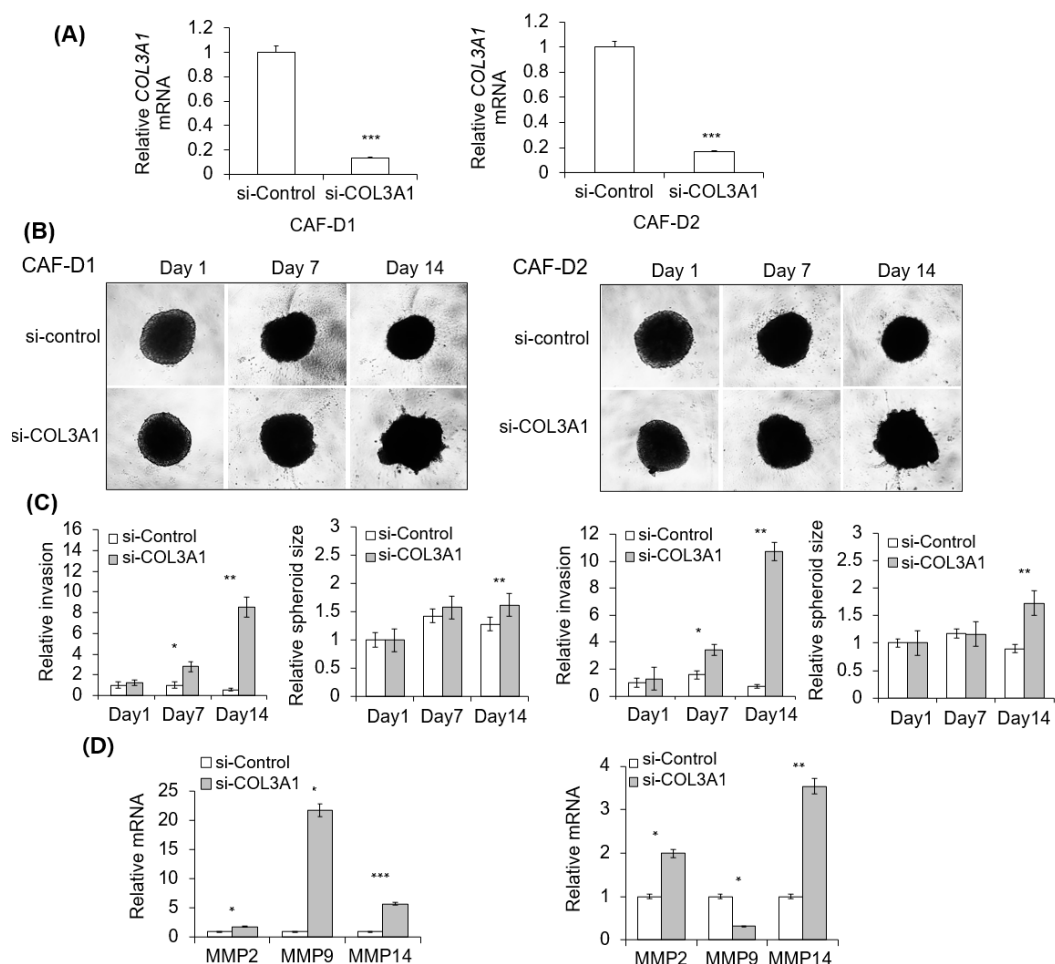 (A)
Relative COL3A1
mRNA
1.2
1
0.8
0.6
0.4
0.2
0
***
si-Control si-COL3A1
CAF-D1
Relative COL3A1
mRNA
1.2
1
0.8
0.6
0.4
0.2
0
***
si-Control si-COL3A1
CAF-D2
(B)
CAF-D1 Day 1 Day 7 Day 14
si-control
si-COL3A1
CAF-D2 Day 1 Day 7 Day 14
si-control
si-COL3A1
(C)
Relative invasion
16
14
12
10
8
6
4
2
0
si-Control
si-COL3A1
*
**
Day1 Day7 Day14
Relative spheroid size
3
2.5
2
1.5
1
0.5
0
si-Control
si-COL3A1
**
Day1 Day7 Day14
Relative invasion
12
10
8
6
4
2
0
si-Control
si-COL3A1
*
**
Day1 Day7 Day14
Relative spheroid size
3
2.5
2
1.5
1
0.5
0
si-Control
si-COL3A1
**
Day1 Day7 Day14
(D)
Relative mRNA
25
20
15
10
5
0
si-Control
si-COL3A1
*
*
***
MMP2 MMP9 MMP14
Relative mRNA
4
3
2
1
0
si-Control
si-COL3A1
*
*
**
MMP2 MMP9 MMP14